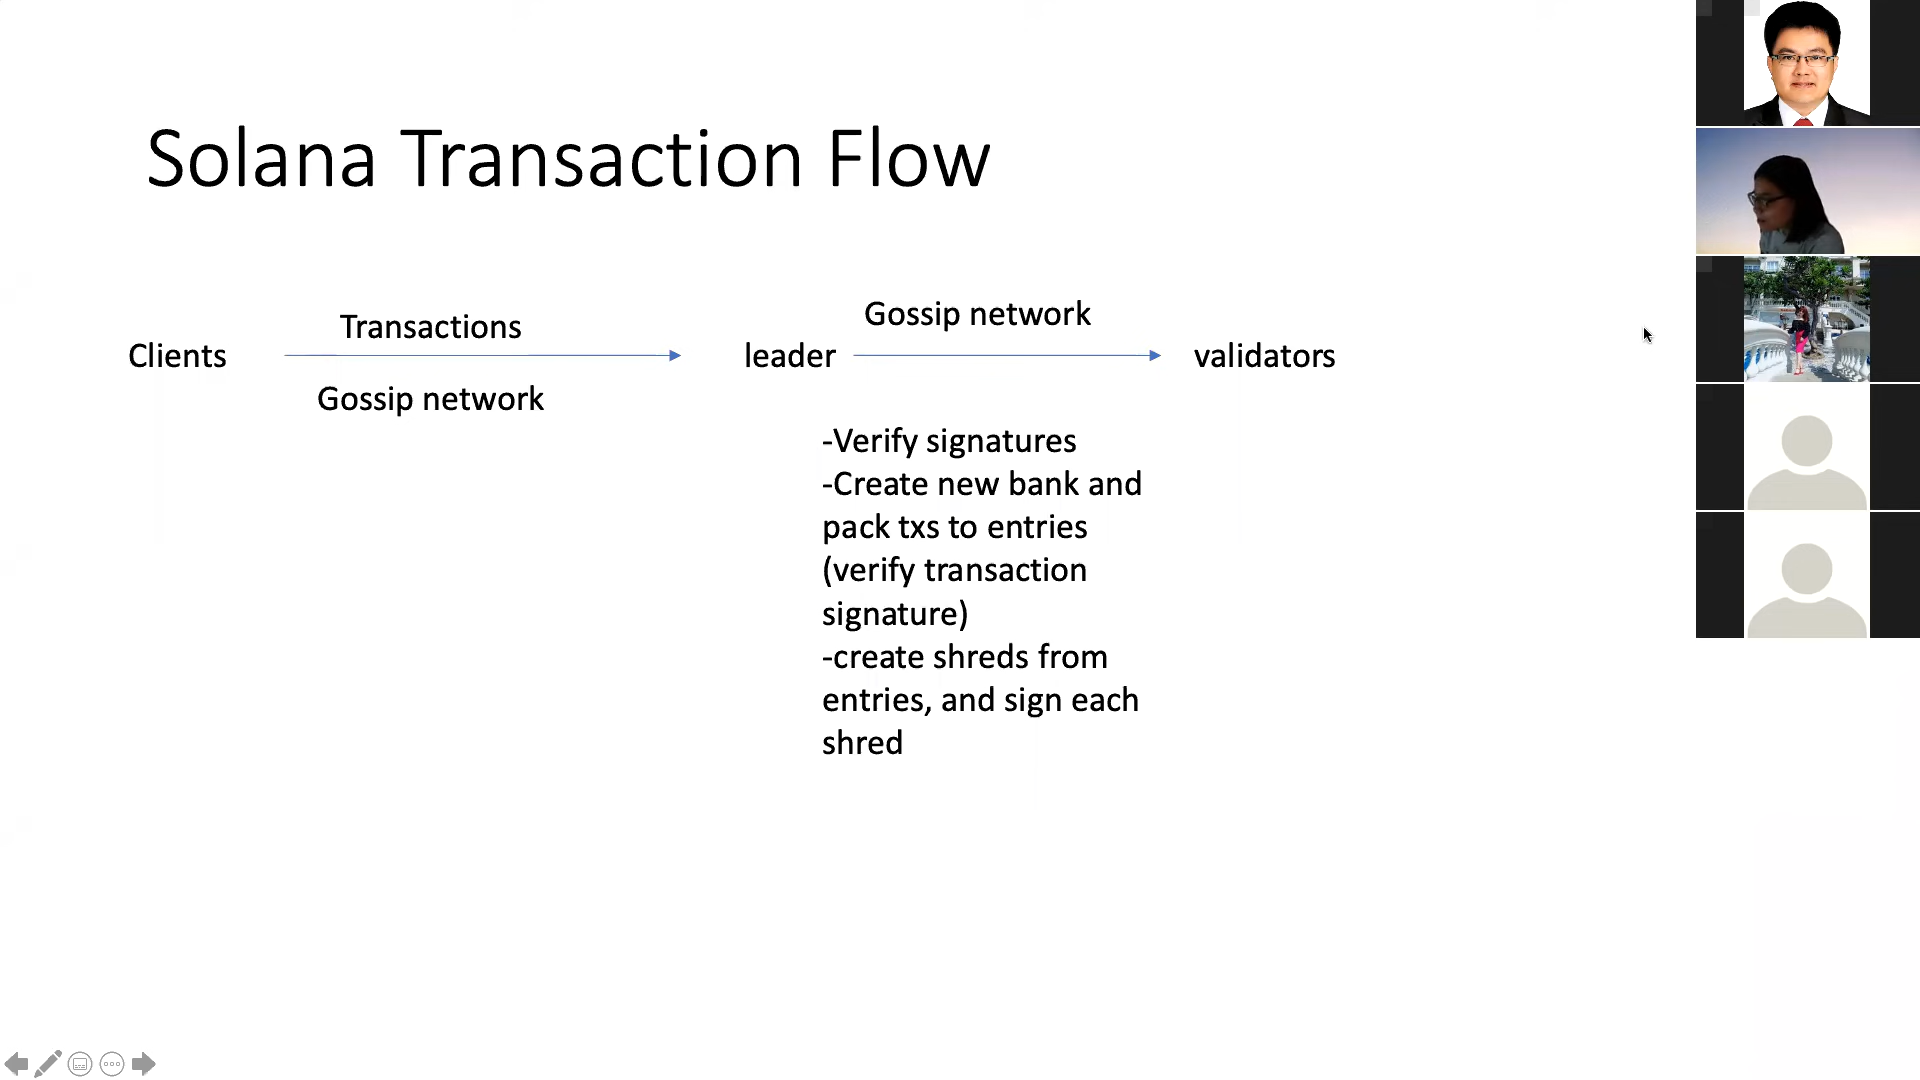 Solana Transaction Flow
Transactions
Gossip network
Clients
leader
validators
Gossip network
-Verify signatures
-Create new bank and
pack txs to entries
(verify transaction
signature)
-create shreds from
entries, and sign each
shred